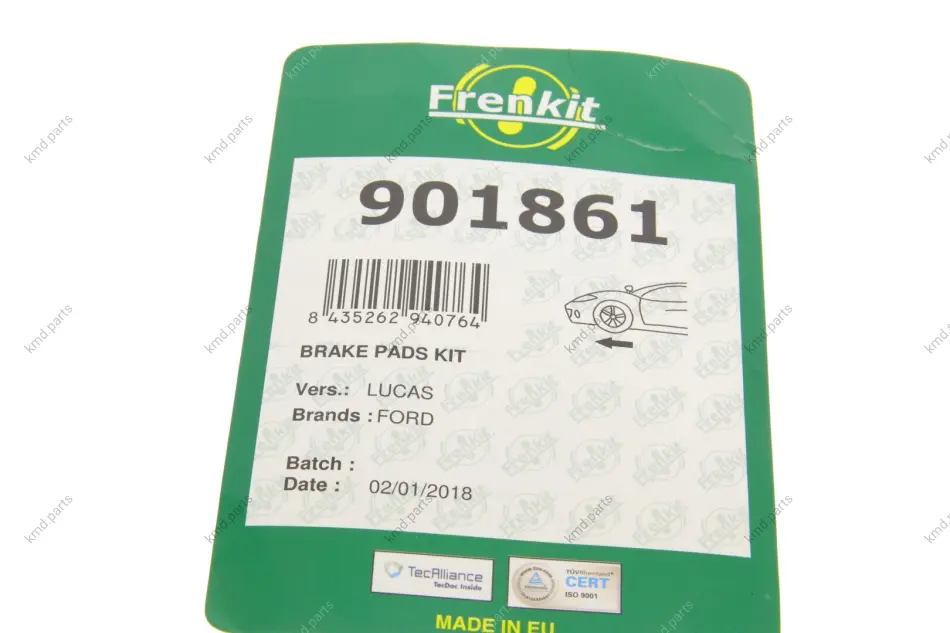 Frenkit
901861
8 435262 940764
BRAKE PADS KIT
Vers.: LUCAS
Brands : FORD
Batch :
Date : 02/01/2018
TecAlliance
TecDoc Inside
TÜVRheinland®
CERT
ISO 9001
MADE IN EU
kmd.parts